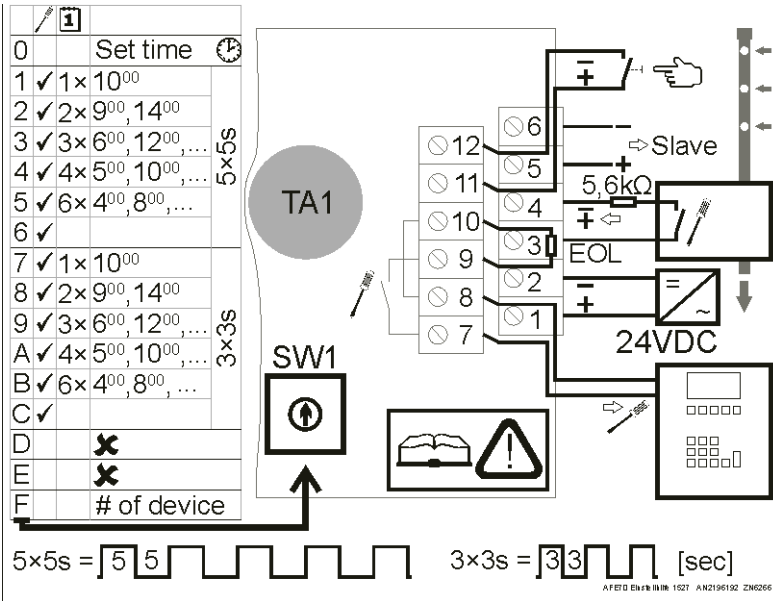 1
0 Set time
1 ✓ 1× 10⁰⁰
2 ✓ 2× 9⁰⁰,14⁰⁰
3 ✓ 3× 6⁰⁰,12⁰⁰,...
4 ✓ 4× 5⁰⁰,10⁰⁰,...
5 ✓ 6× 4⁰⁰,8⁰⁰,...
6 ✓
5×5s
7 ✓ 1× 10⁰⁰
8 ✓ 2× 9⁰⁰,14⁰⁰
9 ✓ 3× 6⁰⁰,12⁰⁰,...
A ✓ 4× 5⁰⁰,10⁰⁰,...
B ✓ 6× 4⁰⁰,8⁰⁰, ...
C ✓
3×3s
D ✘
E ✘
F # of device
TA1
SW1
12
11
10
9
8
7
6
5
4
3
2
1
Slave
5,6kΩ
EOL
= ~
24VDC
5×5s = 5 5
3×3s = 3 3 [sec]
AFE70 Einstellhilfe 1527 AN2196192 ZN6266